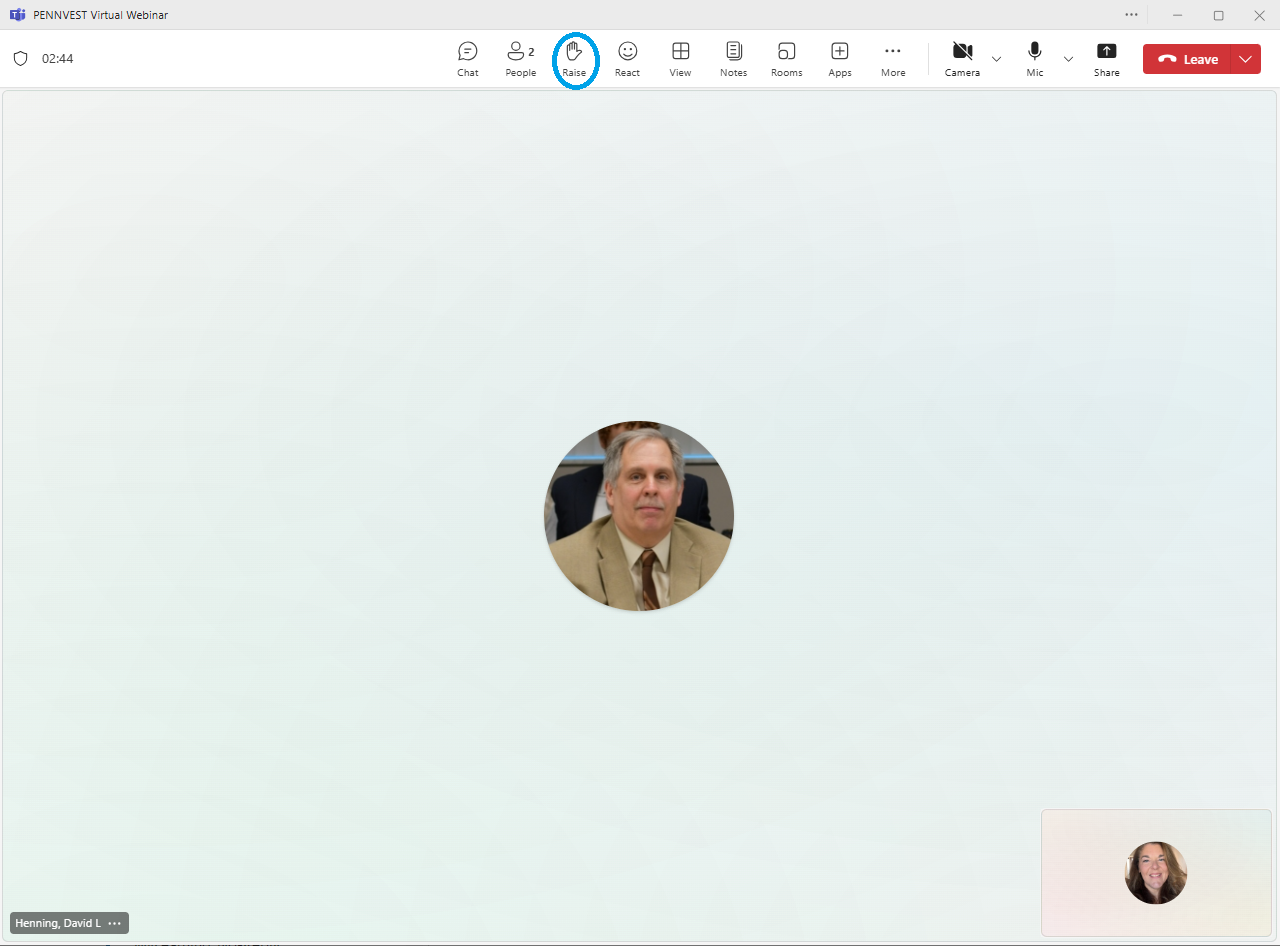 PENNVEST Virtual Webinar
02:44
Chat
People 2
Raise
React
View
Notes
Rooms
Apps
More
Camera
Mic
Share
Leave
Henning, David L